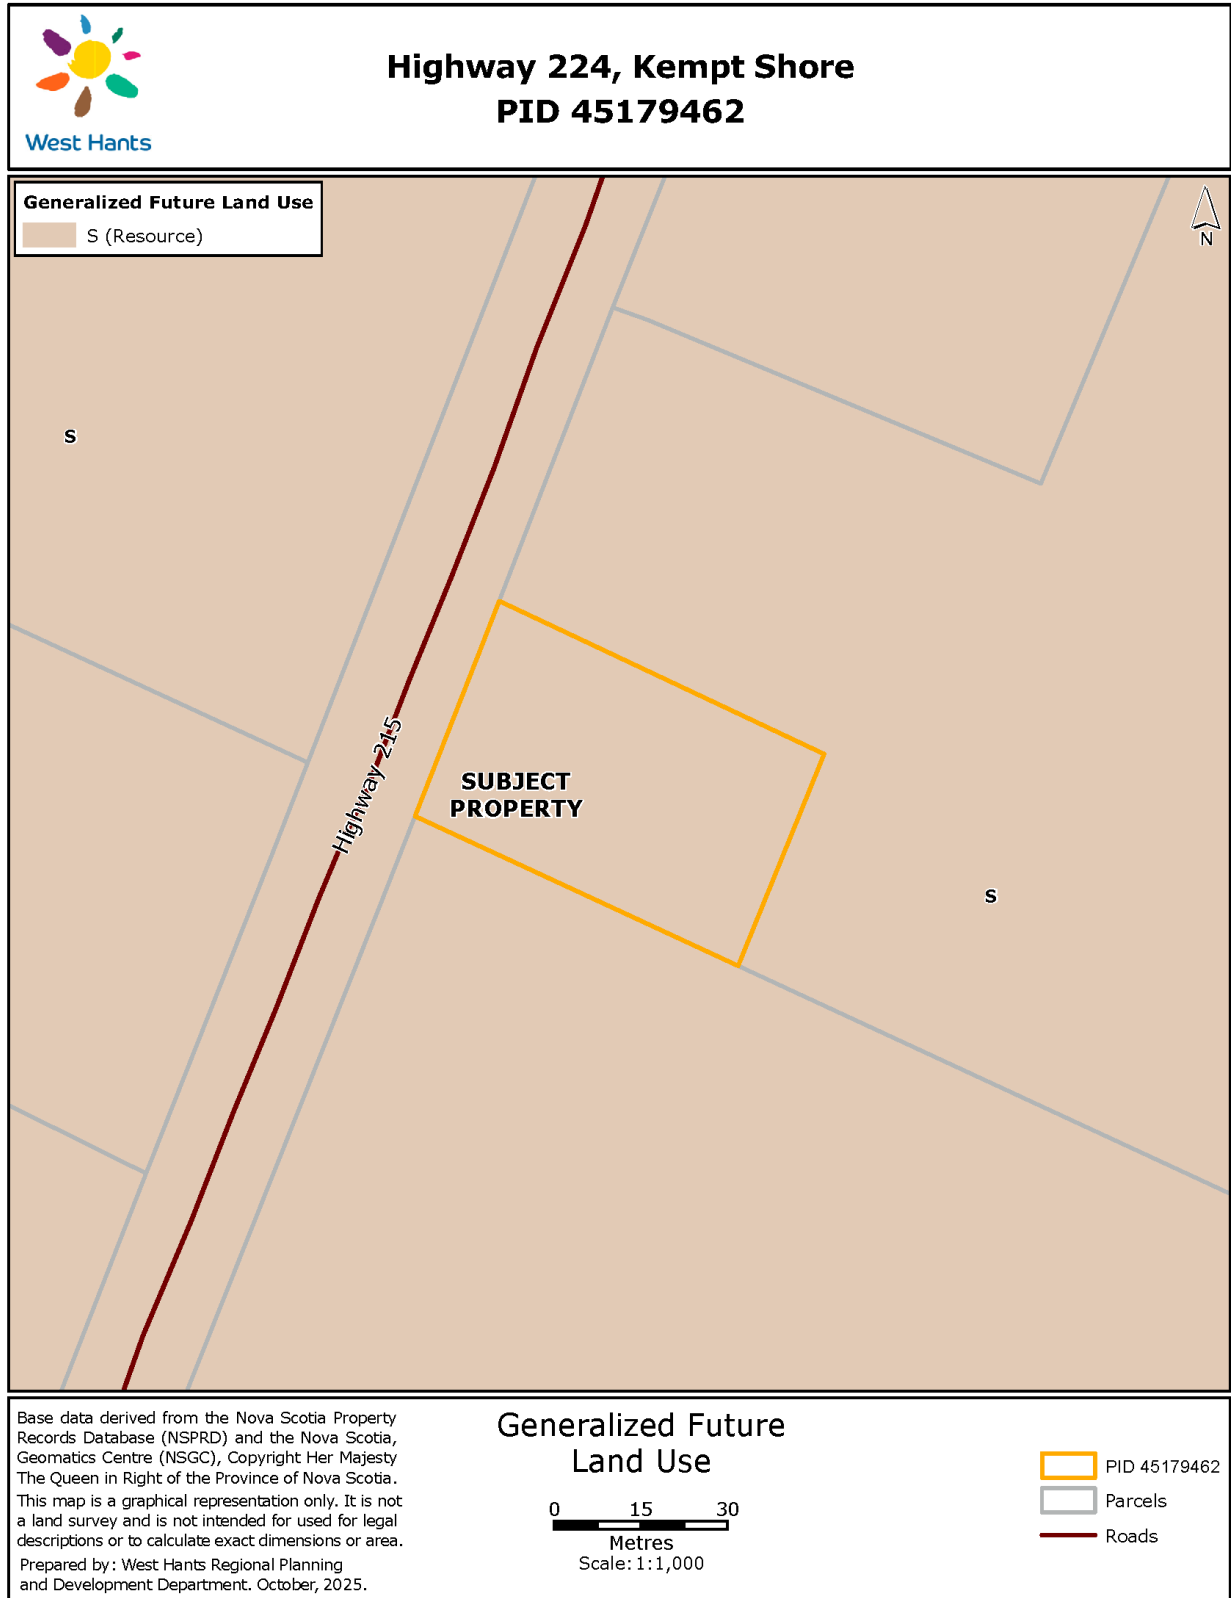 West Hants
Highway 224, Kempt Shore
PID 45179462
Generalized Future Land Use
S (Resource)
N
S
Highway 215
SUBJECT
PROPERTY
S
Base data derived from the Nova Scotia Property
Records Database (NSPRD) and the Nova Scotia,
Geomatics Centre (NSGC), Copyright Her Majesty
The Queen in Right of the Province of Nova Scotia.
This map is a graphical representation only. It is not
a land survey and is not intended for used for legal
descriptions or to calculate exact dimensions or area.
Prepared by: West Hants Regional Planning
and Development Department. October, 2025.
Generalized Future
Land Use
0 15 30
Metres
Scale: 1:1,000
PID 45179462
Parcels
Roads